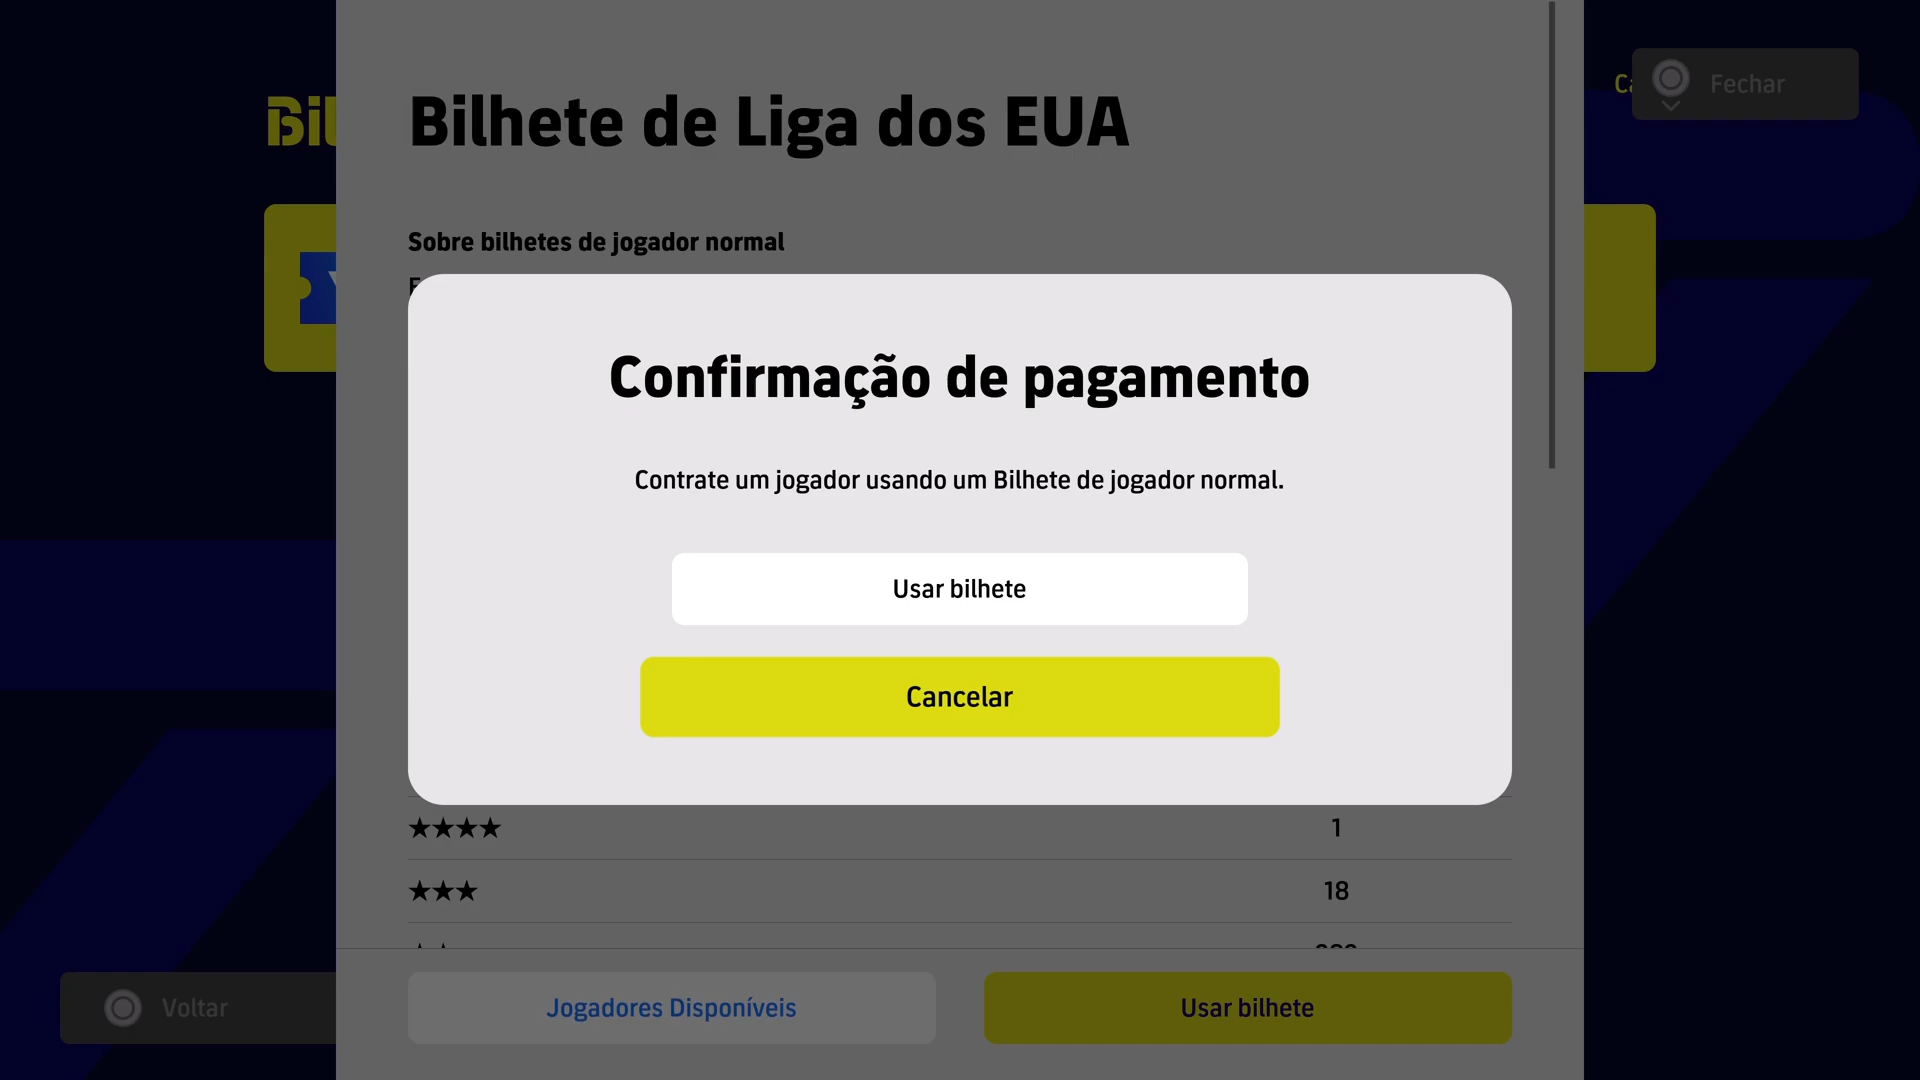 Bilhete de Liga dos EUA
Fechar
Sobre bilhetes de jogador normal
Confirmação de pagamento
Contrate um jogador usando um Bilhete de jogador normal.
Usar bilhete
Cancelar
★★★★ 1
★★★ 18
Voltar
Jogadores Disponíveis
Usar bilhete